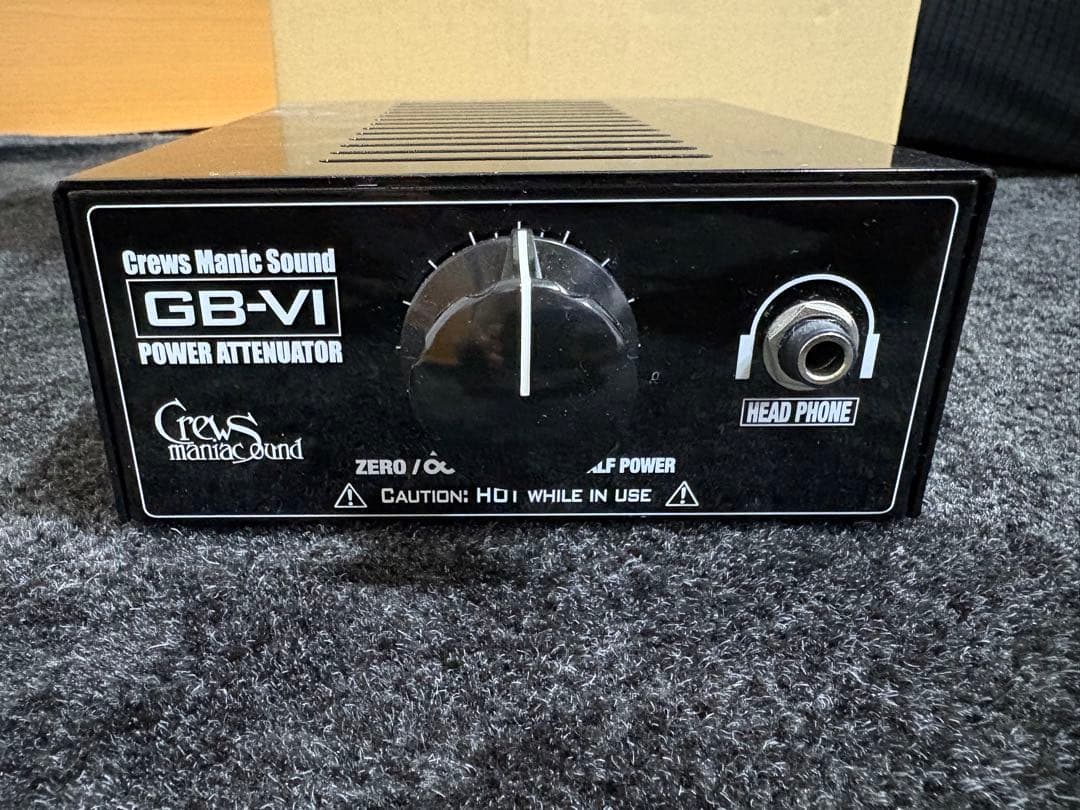 Crews Manic Sound
GB-VI
POWER ATTENUATOR
Crews
maniac Sound
HEAD PHONE
ZERO / ∞
ALF POWER
CAUTION: HOT WHILE IN USE